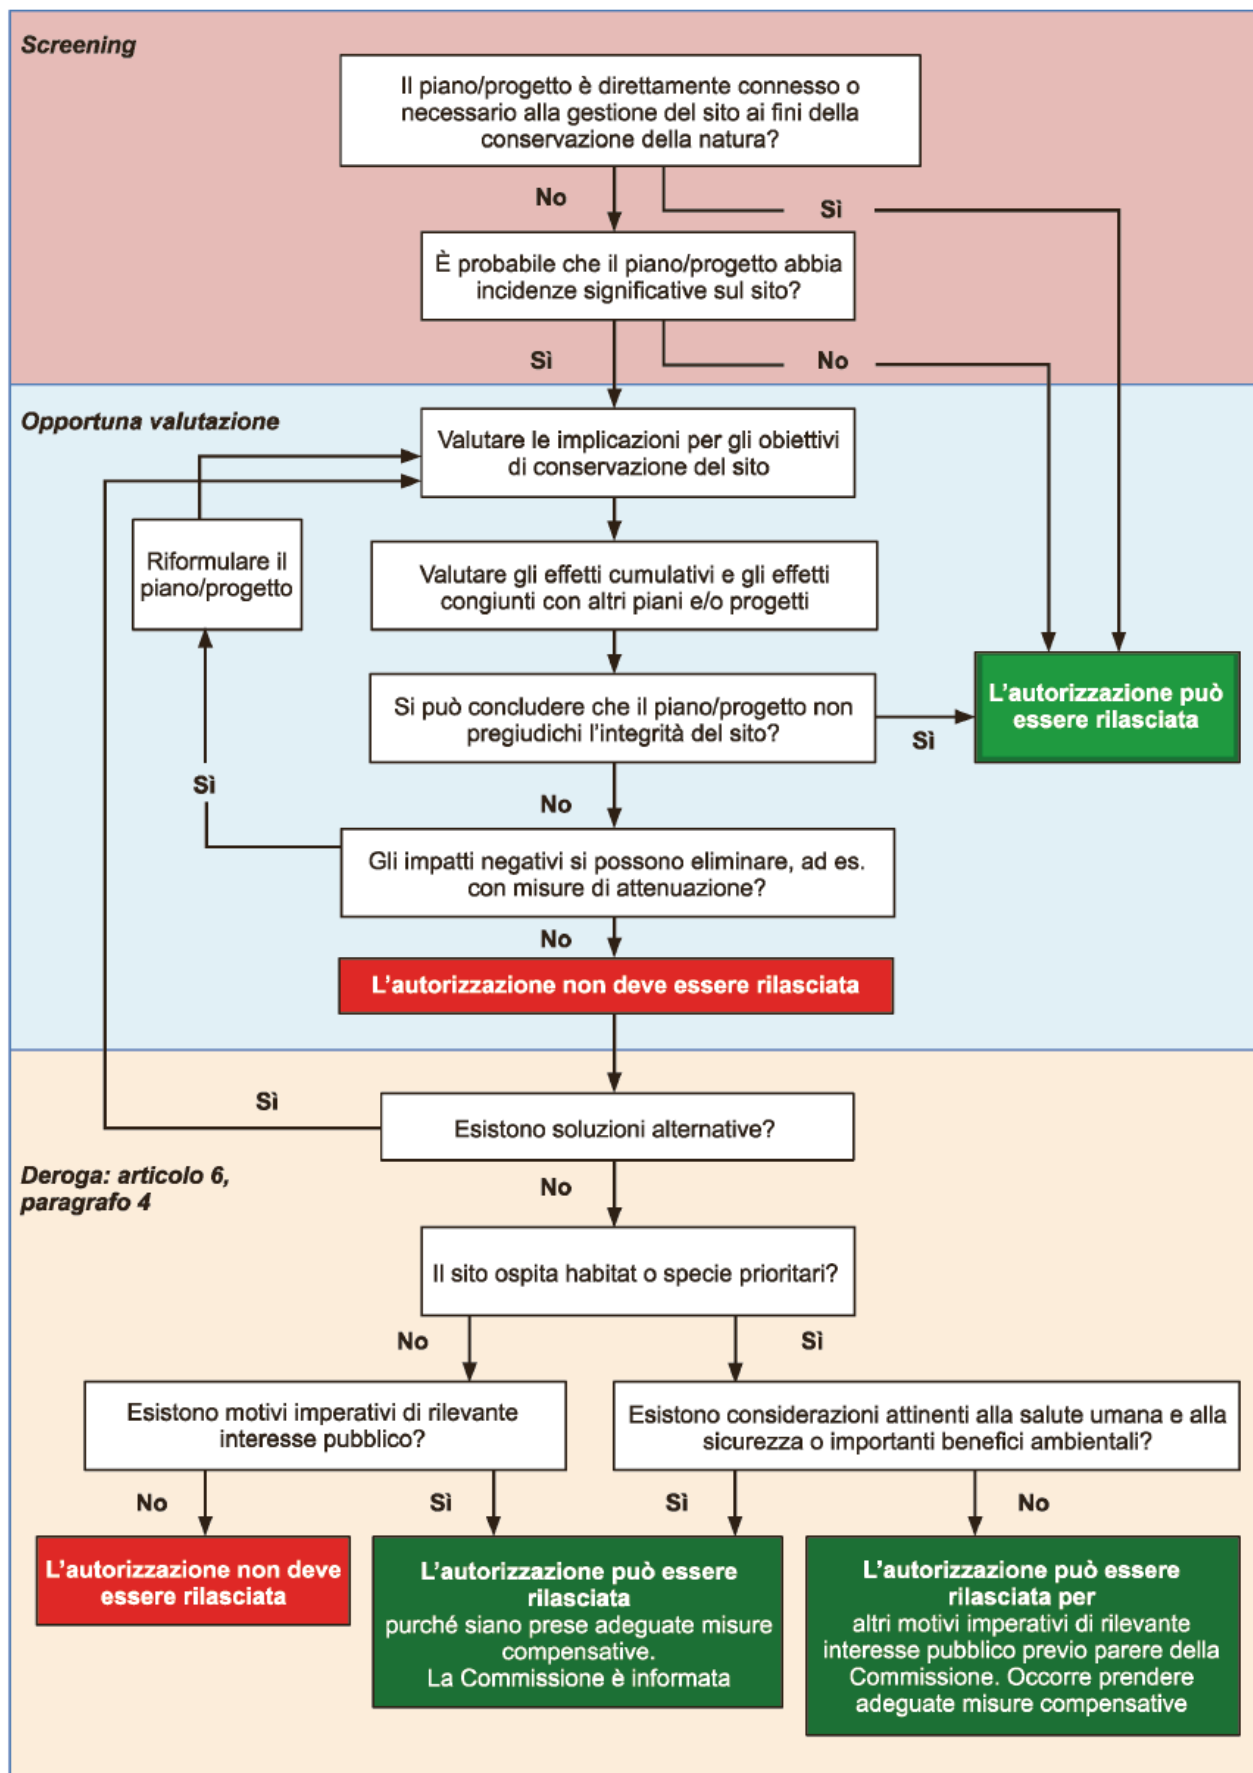 Screening
Il piano/progetto è direttamente connesso o
necessario alla gestione del sito ai fini della
conservazione della natura?
No
Sì
È probabile che il piano/progetto abbia
incidenze significative sul sito?
Sì
No
Opportuna valutazione
Valutare le implicazioni per gli obiettivi
di conservazione del sito
Riformulare il
piano/progetto
Valutare gli effetti cumulativi e gli effetti
congiunti con altri piani e/o progetti
Si può concludere che il piano/progetto non
pregiudichi l'integrità del sito?
Sì
L'autorizzazione può
essere rilasciata
Sì
No
Gli impatti negativi si possono eliminare, ad es.
con misure di attenuazione?
No
L'autorizzazione non deve essere rilasciata
Sì
Esistono soluzioni alternative?
Deroga: articolo 6,
paragrafo 4
No
Il sito ospita habitat o specie prioritari?
No
Sì
Esistono motivi imperativi di rilevante
interesse pubblico?
Esistono considerazioni attinenti alla salute umana e alla
sicurezza o importanti benefici ambientali?
No
Sì
Sì
No
L'autorizzazione non deve
essere rilasciata
L'autorizzazione può essere
rilasciata
purché siano prese adeguate misure
compensative.
La Commissione è informata
L'autorizzazione può essere
rilasciata per
altri motivi imperativi di rilevante
interesse pubblico previo parere della
Commissione. Occorre prendere
adeguate misure compensative